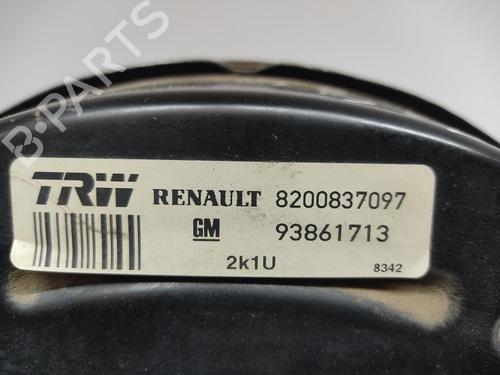 B-PARTS
TRW RENAULT 8200837097
GM 93861713
2k1U 8342